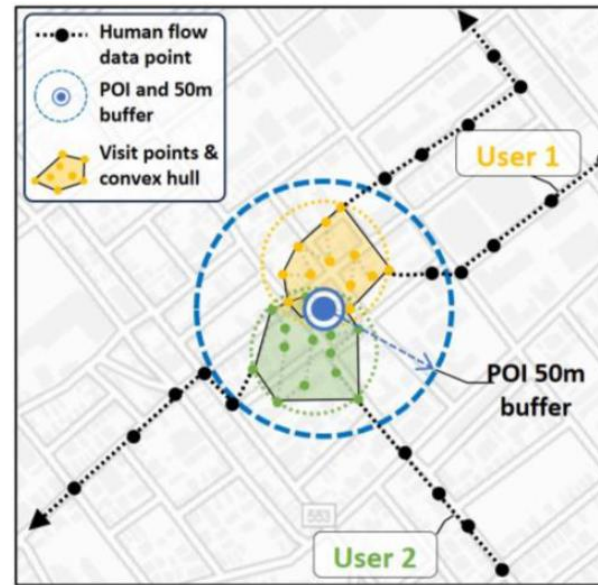 Human flow
data point
POI and 50m
buffer
Visit points &
convex hull
User 1
POI 50m
buffer
553
User 2